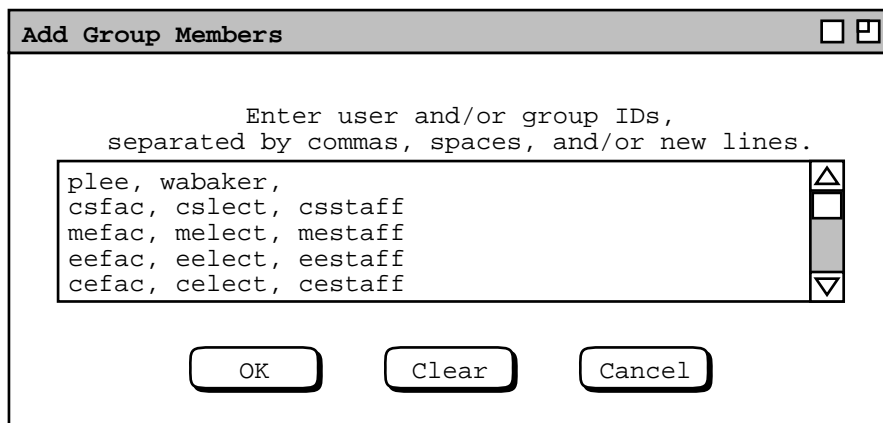 Add Group Members
Enter user and/or group IDs,
separated by commas, spaces, and/or new lines.
plee, wabaker,
csfac, cslect, csstaff
mefac, melect, mestaff
eefac, eelect, eestaff
cefac, celect, cestaff
OK Clear Cancel